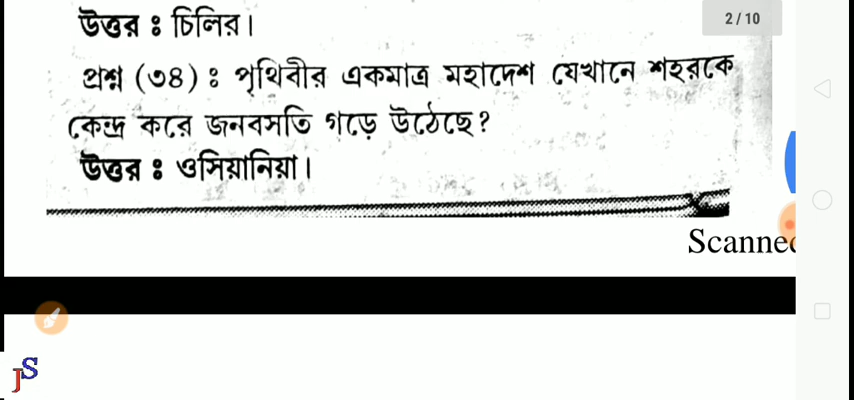 উত্তর : চিলির।
2 / 10
প্রশ্ন (৩৪) : পৃথিবীর একমাত্র মহাদেশ যেখানে শহরকে
কেন্দ্র করে জনবসতি গড়ে উঠেছে?
উত্তর : ওসিয়ানিয়া।
Scanne
JS